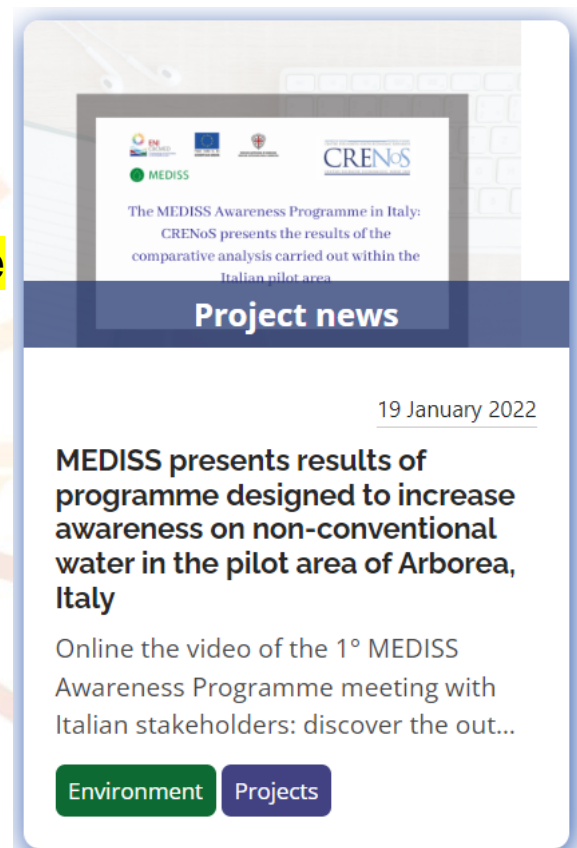 MEDISS
CRENoS
The MEDISS Awareness Programme in Italy:
CRENoS presents the results of the
comparative analysis carried out within the
Italian pilot area
Project news
e
19 January 2022
MEDISS presents results of
programme designed to increase
awareness on non-conventional
water in the pilot area of Arborea,
Italy
Online the video of the 1° MEDISS
Awareness Programme meeting with
Italian stakeholders: discover the out...
Environment Projects